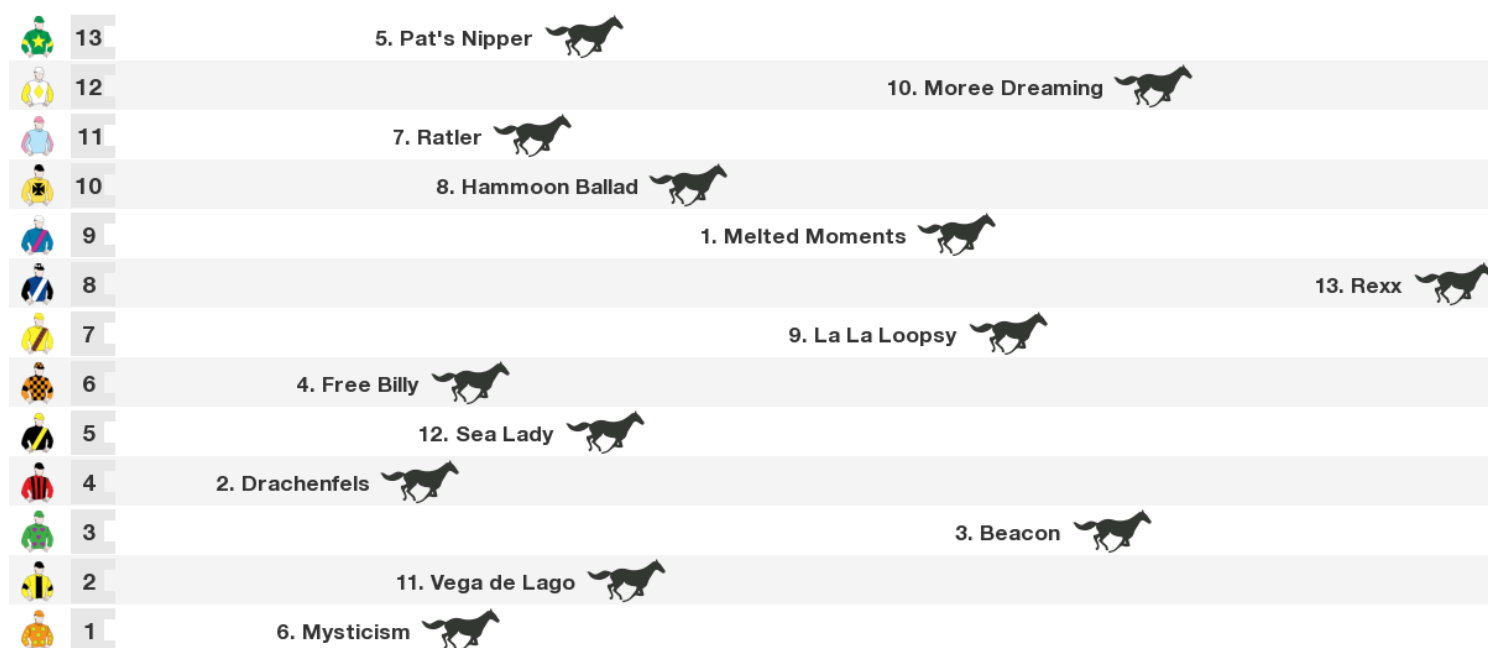 13 5. Pat's Nipper
12 10. Moree Dreaming
11 7. Ratler
10 8. Hammoon Ballad
9 1. Melted Moments
8 13. Rexx
7 9. La La Loopsy
6 4. Free Billy
5 12. Sea Lady
4 2. Drachenfels
3 3. Beacon
2 11. Vega de Lago
1 6. Mysticism